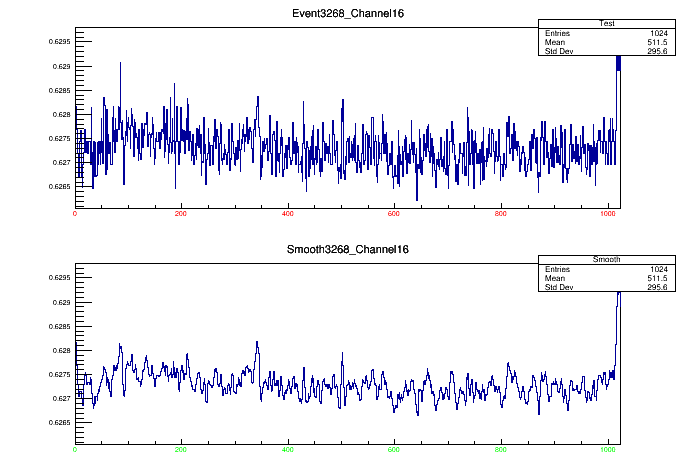 Event3268_Channel16
Test
Entries 1024
Mean 511.5
Std Dev 295.6
0.6295
0.629
0.6285
0.628
0.6275
0.627
0.6265
0 200 400 600 800 1000
Smooth3268_Channel16
Smooth
Entries 1024
Mean 511.5
Std Dev 295.6
0.6295
0.629
0.6285
0.628
0.6275
0.627
0.6265
0 200 400 600 800 1000